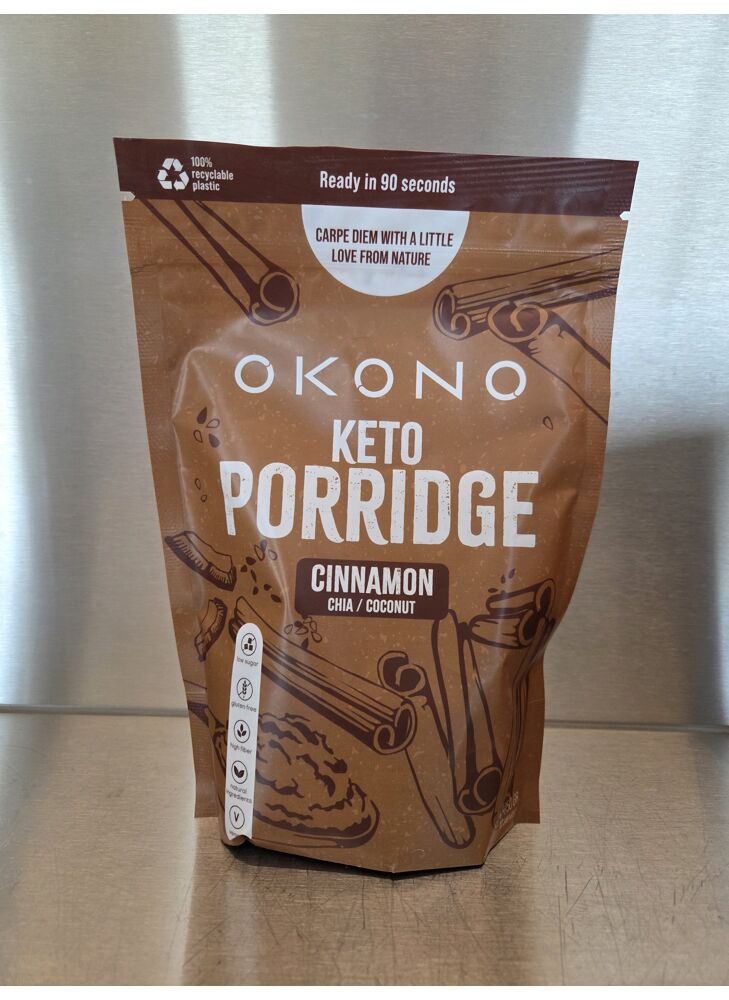 100%
recyclable
plastic
Ready in 90 seconds
CARPE DIEM WITH A LITTLE
LOVE FROM NATURE
OKONO
KETO
PORRIDGE
CINNAMON
CHIA / COCONUT
low sugar
gluten free
high fiber
natural
ingredients
V